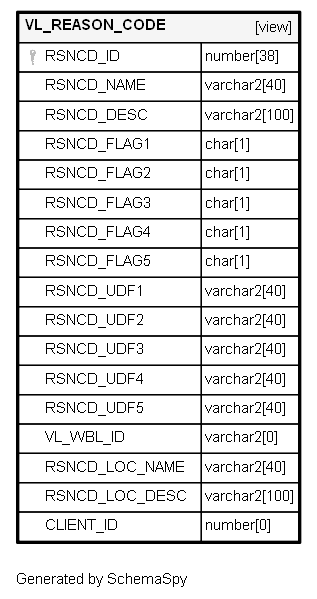 VL_REASON_CODE [view]
RSNCD_ID number[38]
RSNCD_NAME varchar2[40]
RSNCD_DESC varchar2[100]
RSNCD_FLAG1 char[1]
RSNCD_FLAG2 char[1]
RSNCD_FLAG3 char[1]
RSNCD_FLAG4 char[1]
RSNCD_FLAG5 char[1]
RSNCD_UDF1 varchar2[40]
RSNCD_UDF2 varchar2[40]
RSNCD_UDF3 varchar2[40]
RSNCD_UDF4 varchar2[40]
RSNCD_UDF5 varchar2[40]
VL_WBL_ID varchar2[0]
RSNCD_LOC_NAME varchar2[40]
RSNCD_LOC_DESC varchar2[100]
CLIENT_ID number[0]
Generated by SchemaSpy